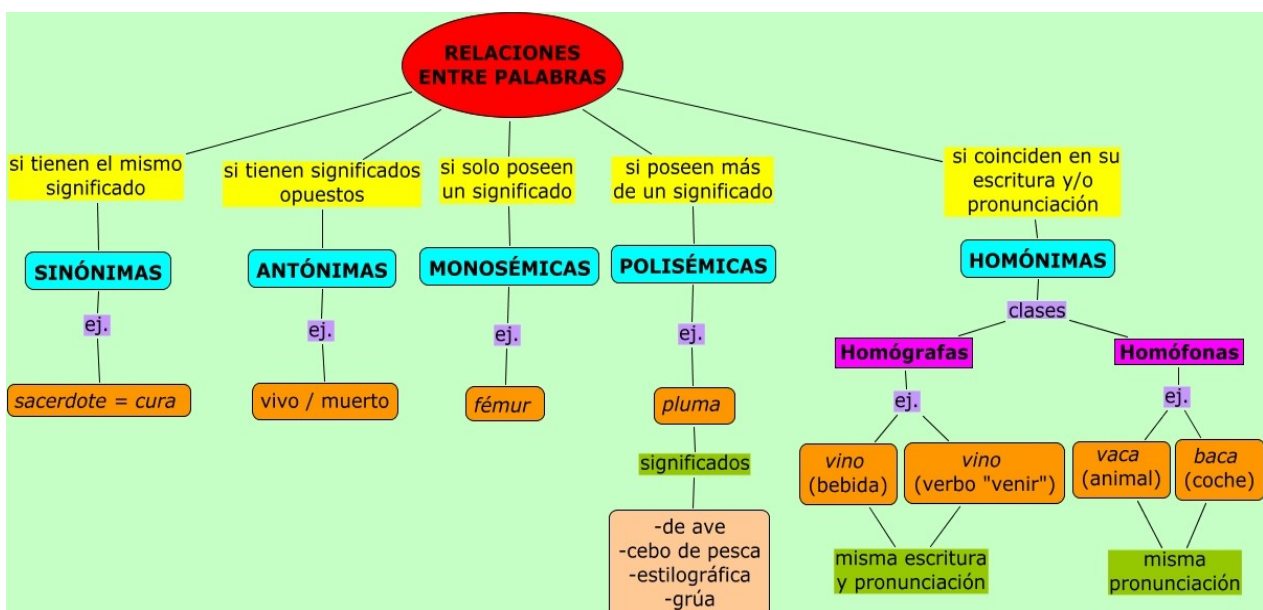 RELACIONES
ENTRE PALABRAS
si tienen el mismo
significado
SINÓNIMAS
ej.
sacerdote = cura
si tienen significados
opuestos
ANTÓNIMAS
ej.
vivo / muerto
si solo poseen
un significado
MONOSÉMICAS
ej.
fémur
si poseen más
de un significado
POLISÉMICAS
ej.
pluma
significados
-de ave
-cebo de pesca
-estilográfica
-grúa
si coinciden en su
escritura y/o
pronunciación
HOMÓNIMAS
clases
Homógrafas
ej.
vino
(bebida)
vino
(verbo "venir")
misma escritura
y pronunciación
Homófonas
ej.
vaca
(animal)
baca
(coche)
misma
pronunciación